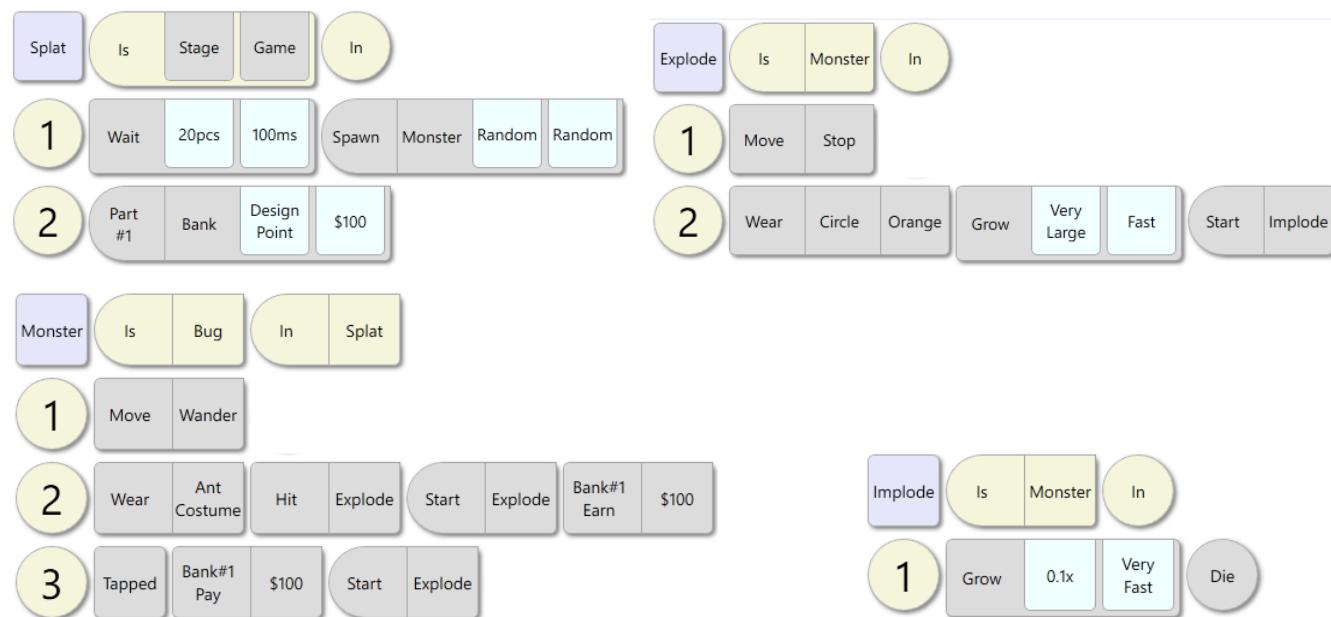 Splat Is Stage Game In
1 Wait 20pcs 100ms Spawn Monster Random Random
2 Part #1 Bank Design Point $100
Explode Is Monster In
1 Move Stop
2 Wear Circle Orange Grow Very Large Fast Start Implode
Monster Is Bug In Splat
1 Move Wander
2 Wear Ant Costume Hit Explode Start Explode Bank#1 Earn $100
3 Tapped Bank#1 Pay $100 Start Explode
Implode Is Monster In
1 Grow 0.1x Very Fast Die